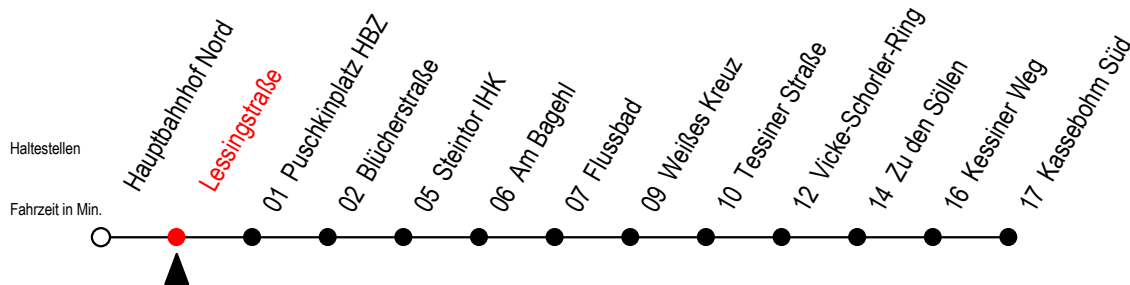 Haltestellen
Fahrzeit in Min.
Hauptbahnhof Nord
Lessingstraße
01 Puschkinplatz HBZ
02 Blücherstraße
05 Steintor IHK
06 Am Bagehl
07 Flussbad
09 Weißes Kreuz
10 Tessiner Straße
12 Vicke-Schorler-Ring
14 Zu den Söllen
16 Kessiner Weg
17 Kassebohm Süd